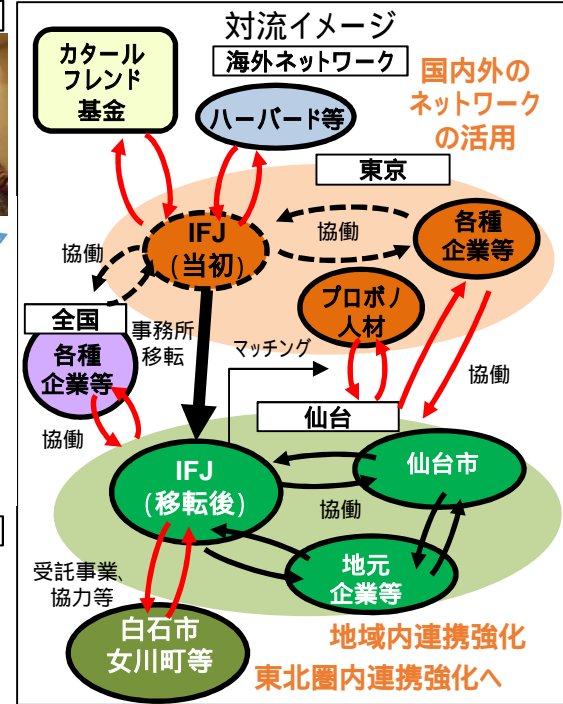 対流イメージ
カタール
フレンド
基金
海外ネットワーク
ハーバード等
国内外の
ネットワーク
の活用
東京
IFJ
(当初)
協働
各種
企業等
協働
プロボノ
人材
全国
各種
企業等
事務所
移転
マッチング
協働
仙台
協働
IFJ
(移転後)
仙台市
協働
地元
企業等
受託事業、
協力等
白石市
女川町等
地域内連携強化
東北圏内連携強化へ